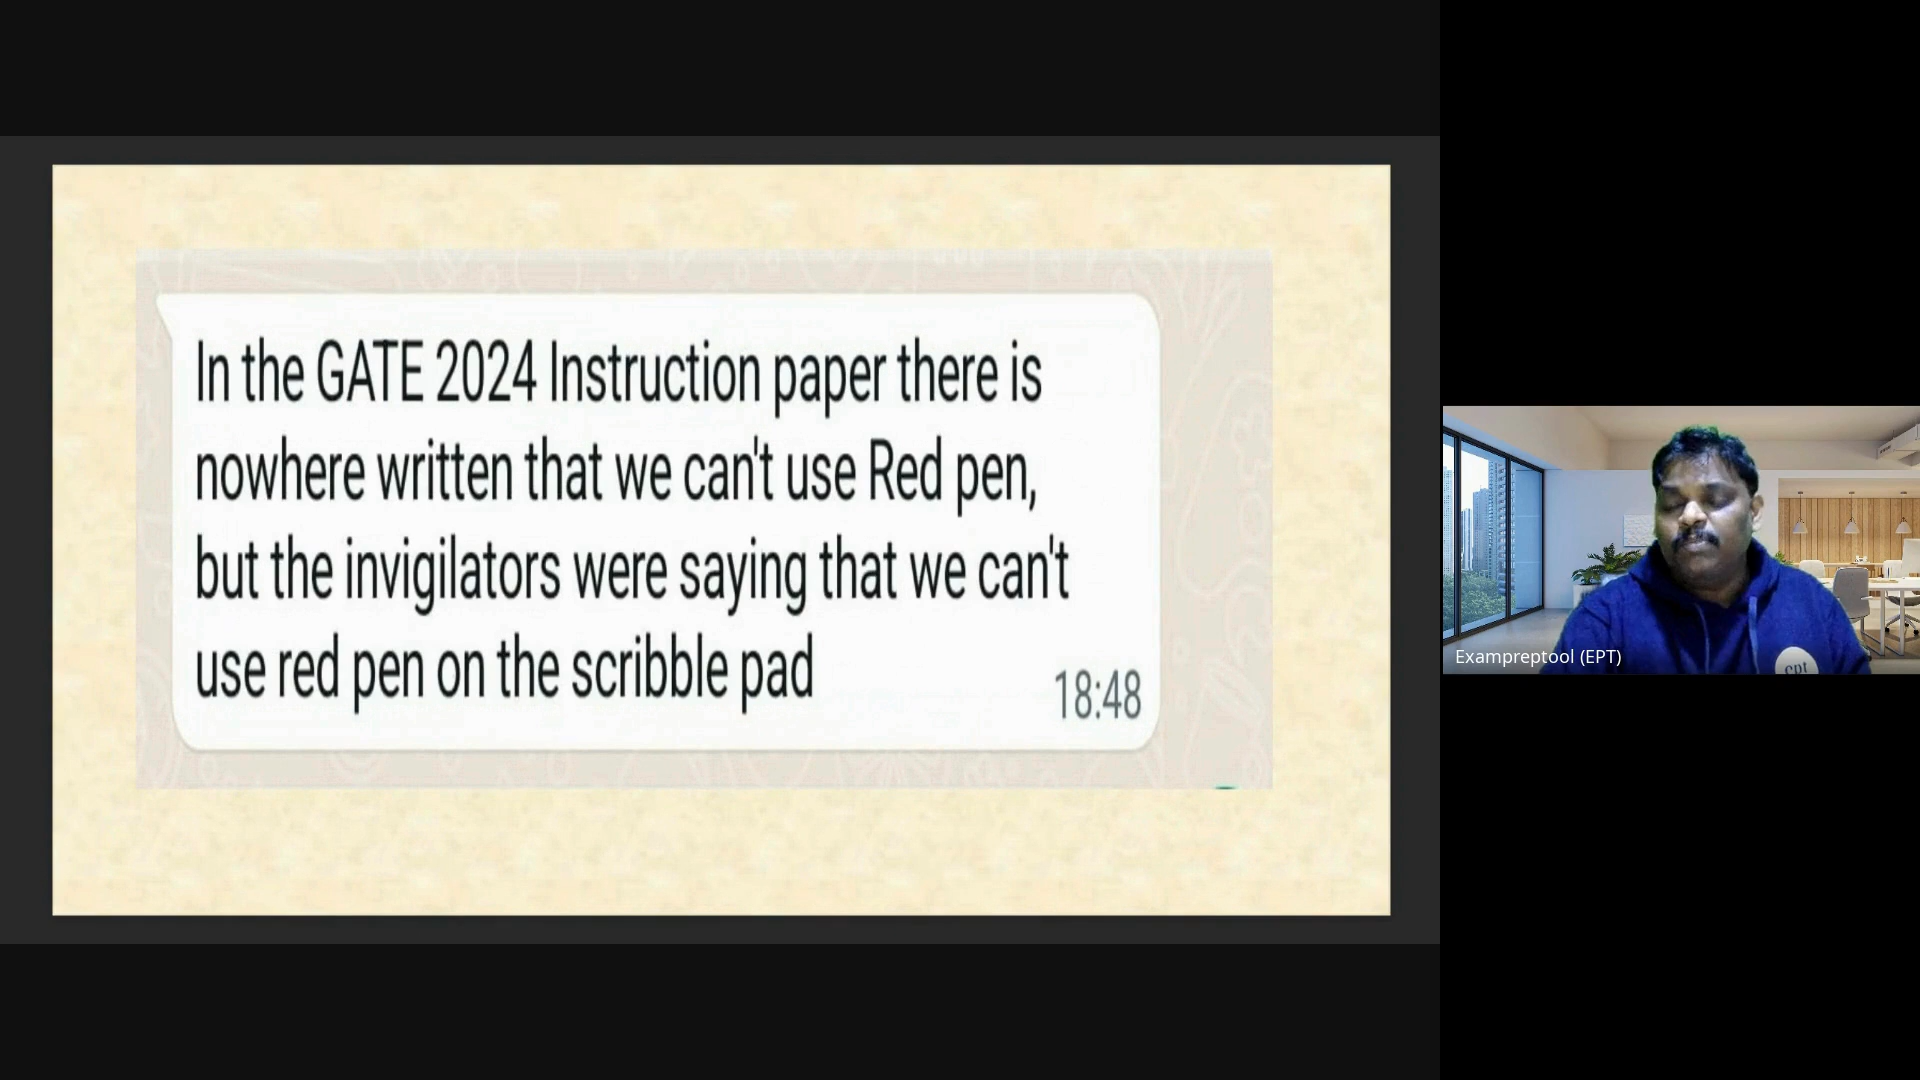 In the GATE 2024 Instruction paper there is
nowhere written that we can't use Red pen,
but the invigilators were saying that we can't
use red pen on the scribble pad
18:48
Exampreptool (EPT)
ept